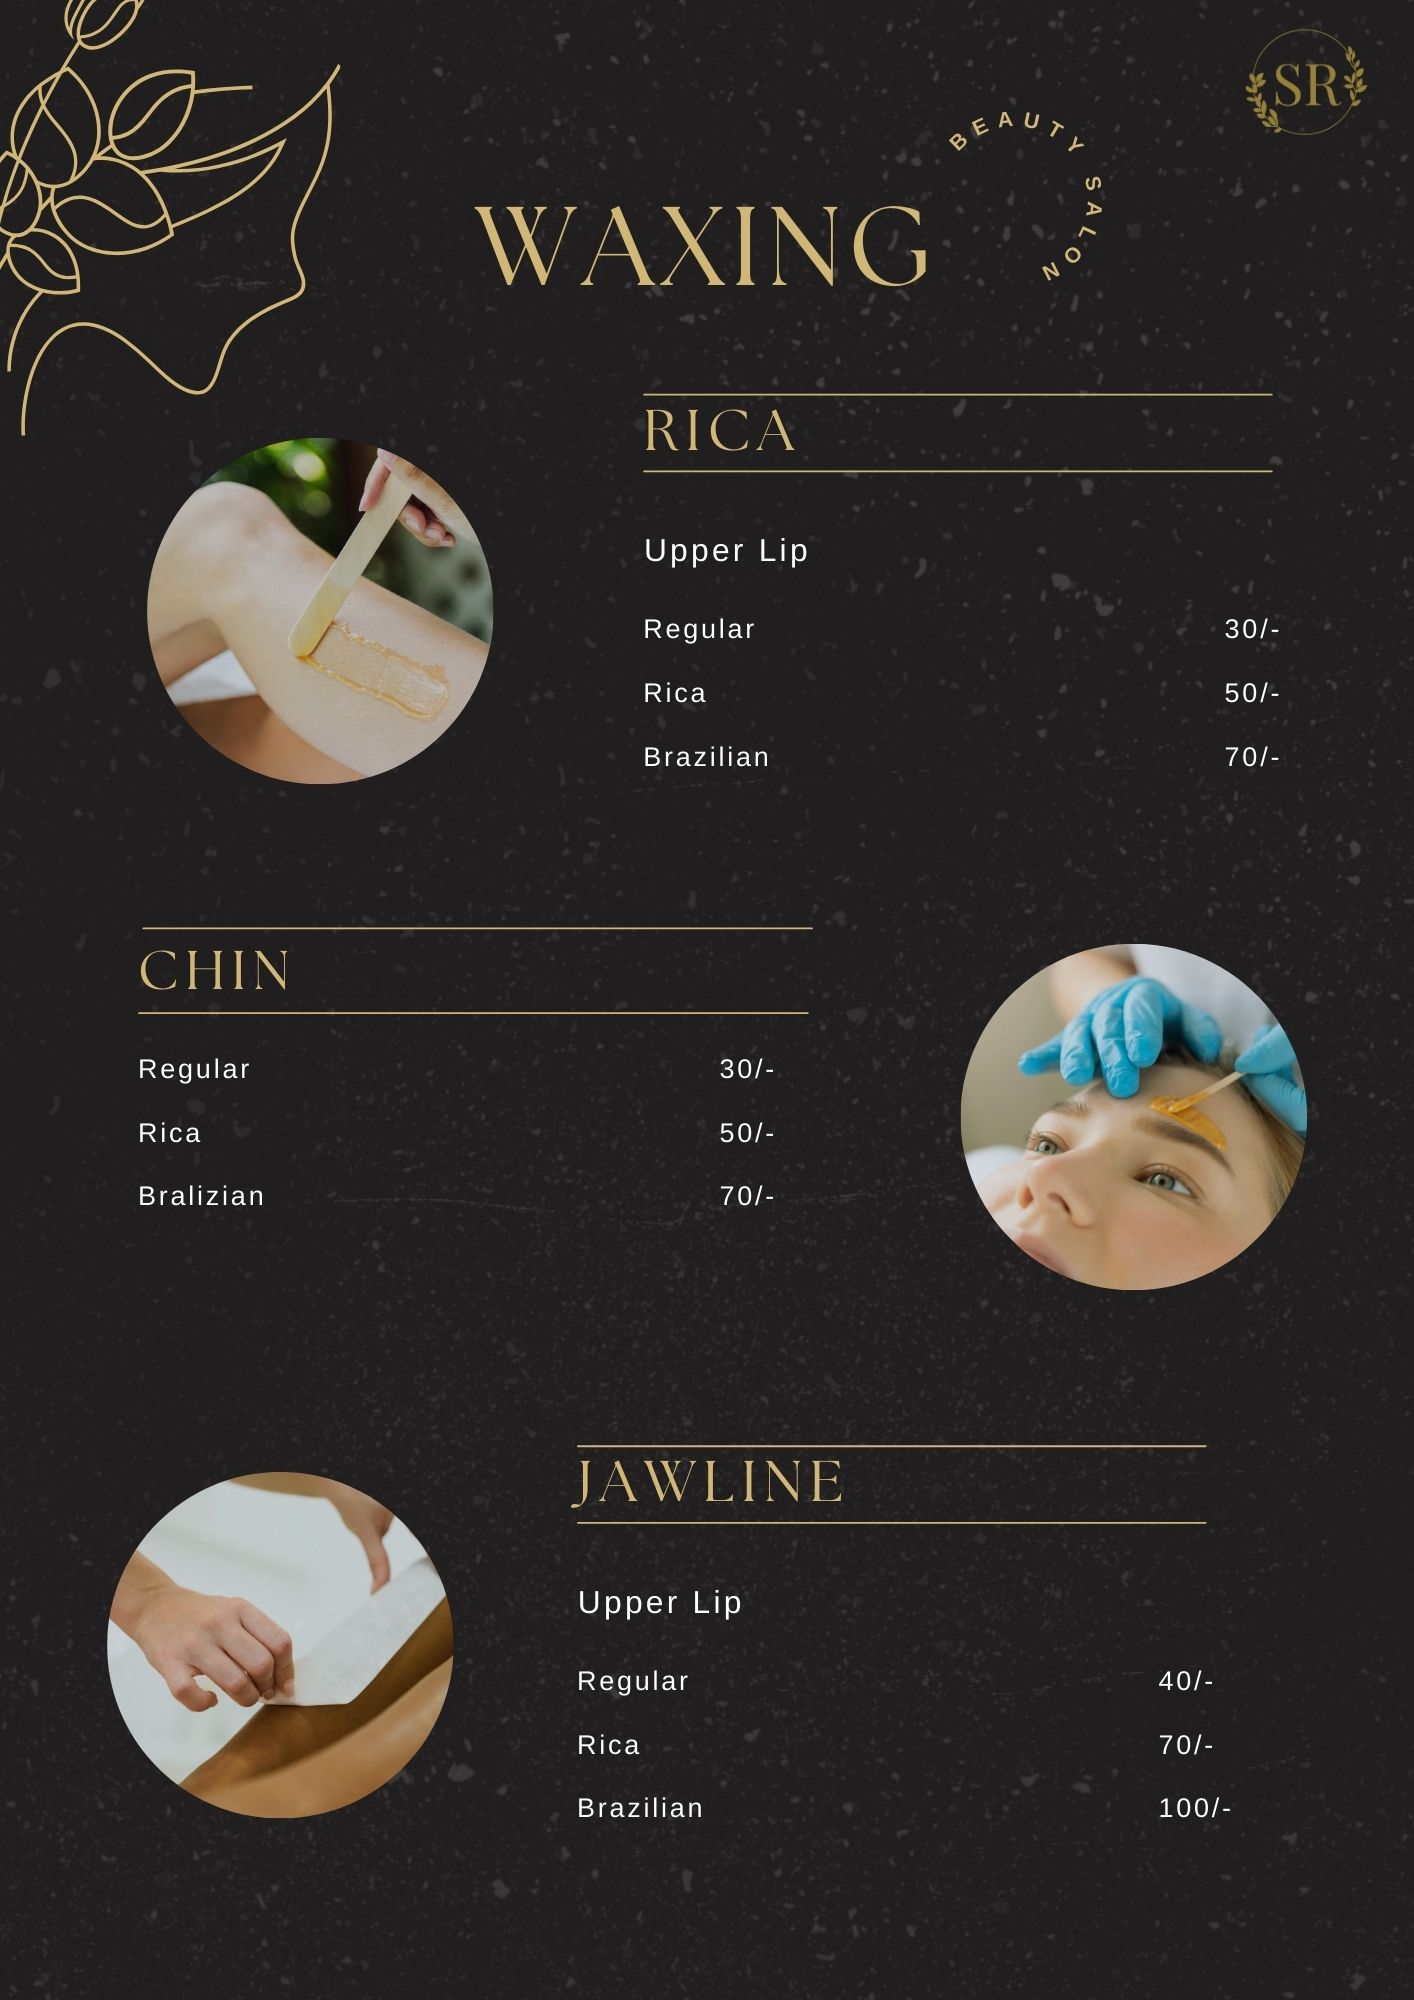 SR
BEAUTY SALON
WAXING
RICA
Upper Lip
Regular 30/-
Rica 50/-
Brazilian 70/-
CHIN
Regular 30/-
Rica 50/-
Bralizian 70/-
JAWLINE
Upper Lip
Regular 40/-
Rica 70/-
Brazilian 100/-